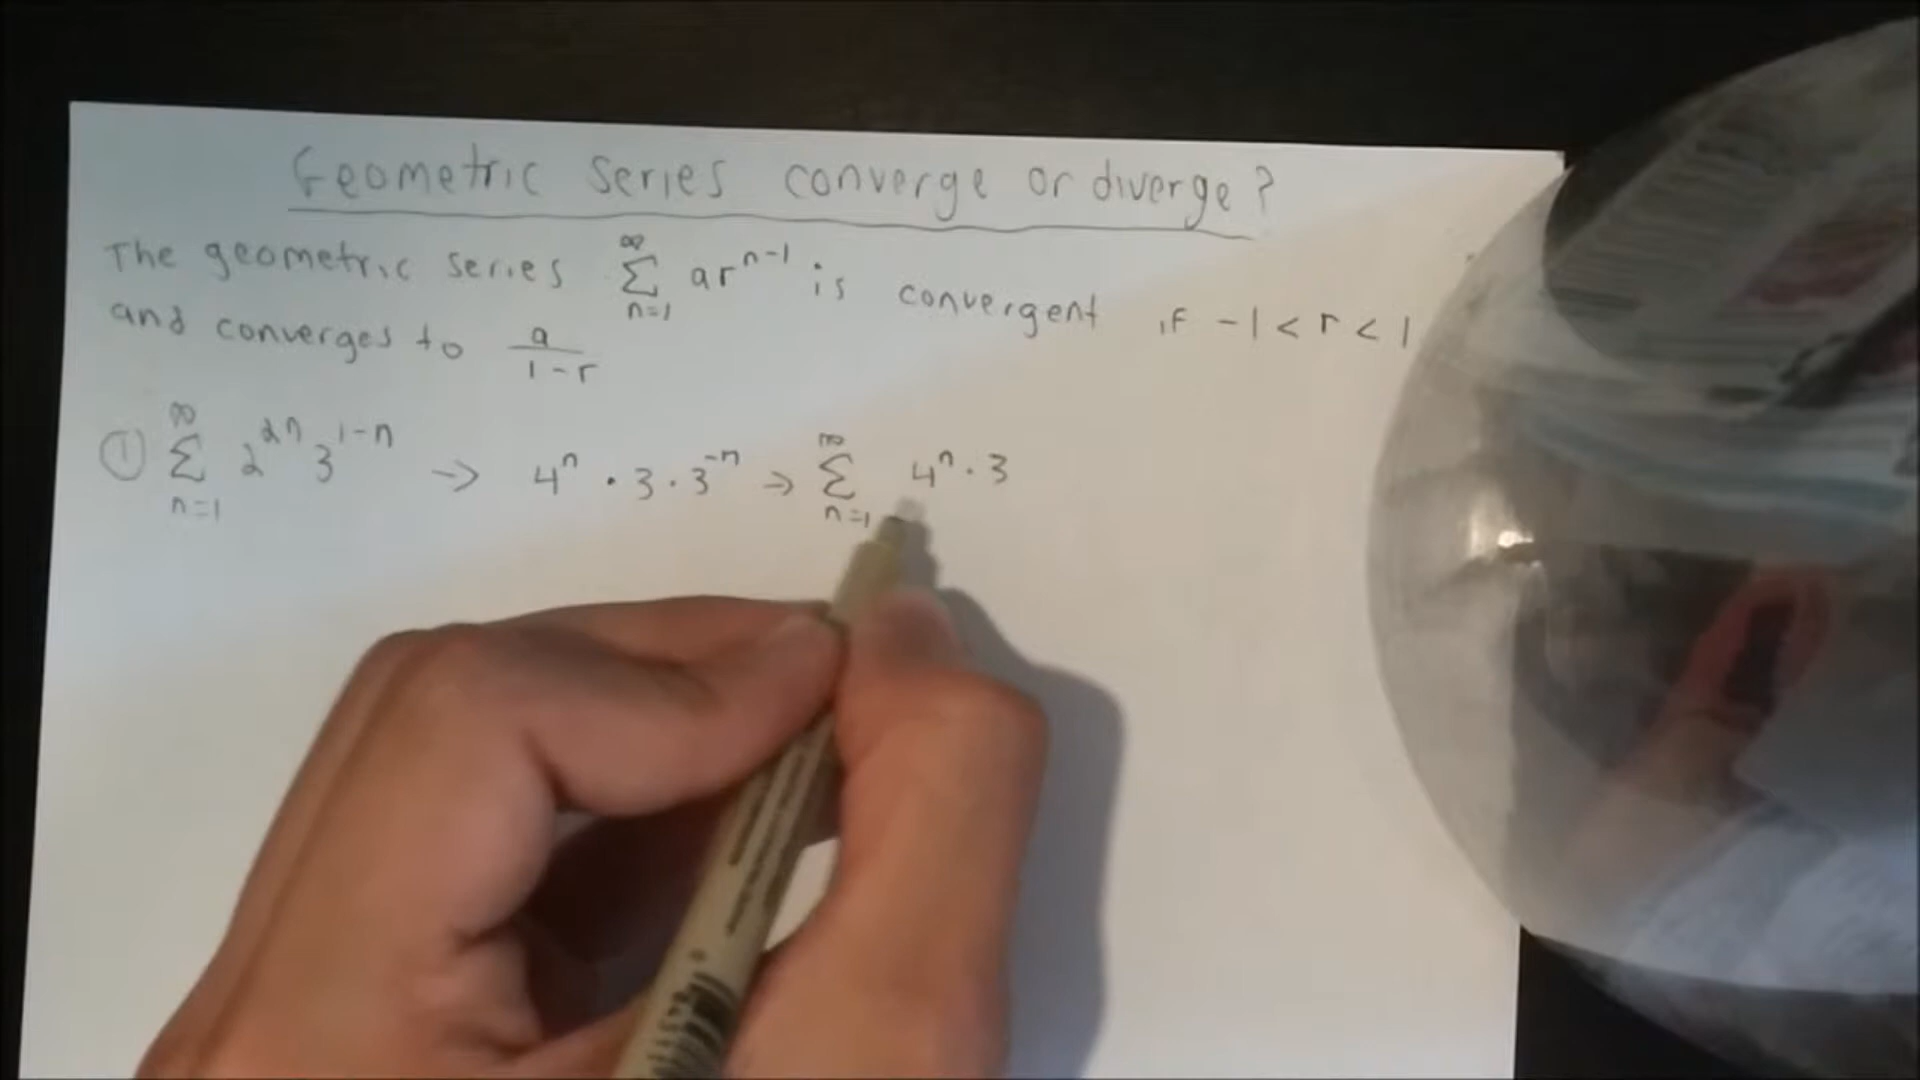 Geometric series converge or diverge?
The geometric series ∞ Σ n=1 ar^(n-1) is convergent if -1 < r < 1
and converges to a/(1-r)
① ∞ Σ n=1 2^(2n) 3^(1-n) → 4^n · 3 · 3^(-n) → ∞ Σ n=1 4^n · 3